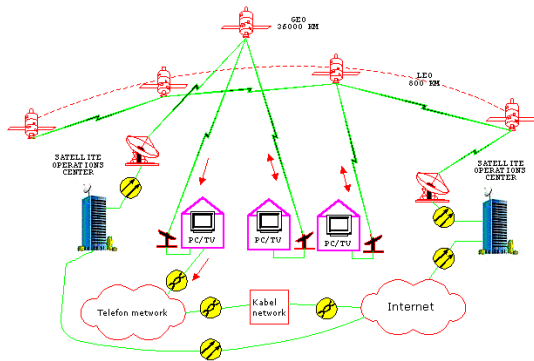 GEO
36000 KM
LEO
800 KM
SATELLITE
OPERATIONS
CENTER
SATELLITE
OPERATIONS
CENTER
PC/TV
PC/TV
PC/TV
Telefon metwork
Kabel
network
Internet